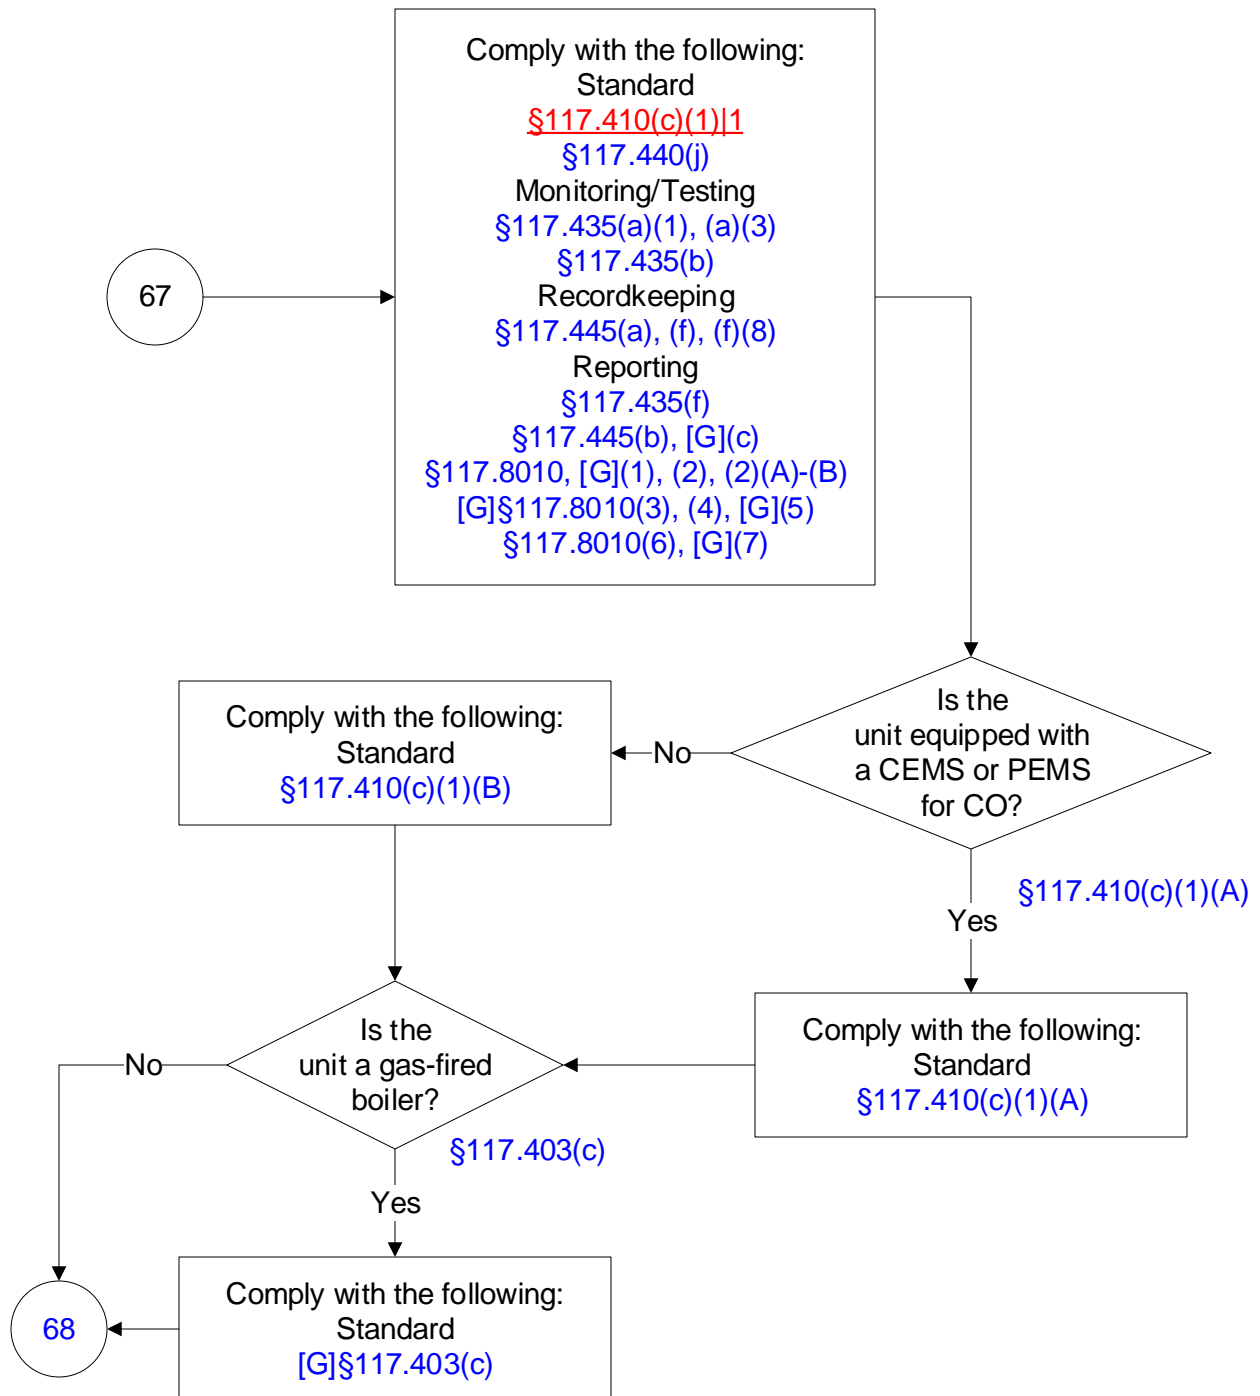 67
Comply with the following:
Standard
§117.410(c)(1)|1
§117.440(j)
Monitoring/Testing
§117.435(a)(1), (a)(3)
§117.435(b)
Recordkeeping
§117.445(a), (f), (f)(8)
Reporting
§117.435(f)
§117.445(b), [G](c)
§117.8010, [G](1), (2), (2)(A)-(B)
[G]§117.8010(3), (4), [G](5)
§117.8010(6), [G](7)
Is the
unit equipped with
a CEMS or PEMS
for CO?
§117.410(c)(1)(A)
No
Comply with the following:
Standard
§117.410(c)(1)(B)
Yes
Comply with the following:
Standard
§117.410(c)(1)(A)
Is the
unit a gas-fired
boiler?
§117.403(c)
No
Yes
Comply with the following:
Standard
[G]§117.403(c)
68